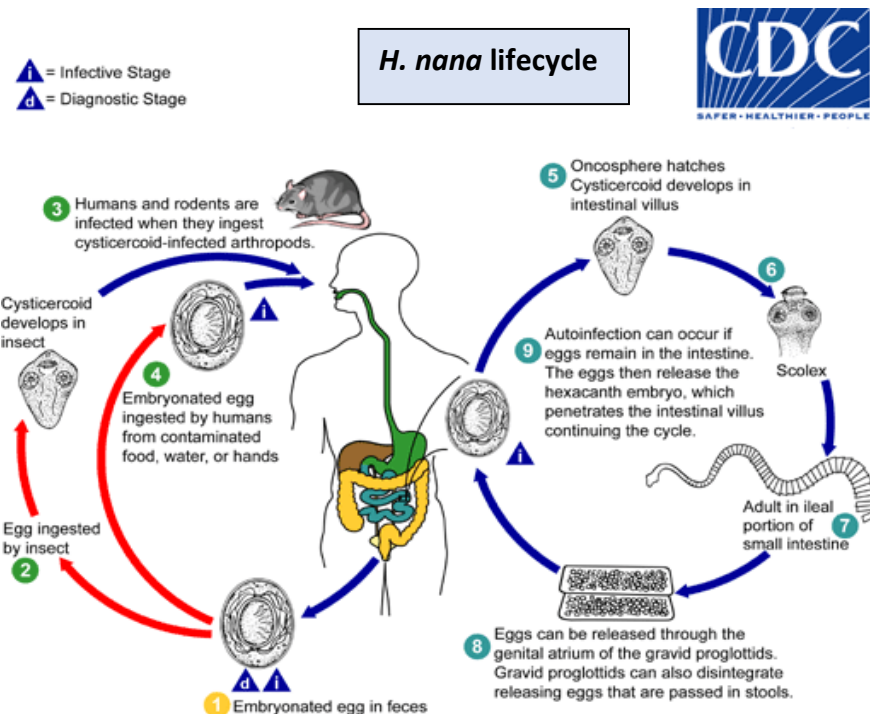 H. nana lifecycle
CDC
SAFER • HEALTHIER • PEOPLE
i = Infective Stage
d = Diagnostic Stage
3 Humans and rodents are
infected when they ingest
cysticercoid-infected arthropods.
5 Oncosphere hatches
Cysticercoid develops in
intestinal villus
6
Scolex
Cysticercoid
develops in
insect
i
4
Embryonated egg
ingested by humans
from contaminated
food, water, or hands
9 Autoinfection can occur if
eggs remain in the intestine.
The eggs then release the
hexacanth embryo, which
penetrates the intestinal villus
continuing the cycle.
i
Egg ingested
by insect
2
Adult in ileal
portion of
small intestine
7
8 Eggs can be released through the
genital atrium of the gravid proglottids.
Gravid proglottids can also disintegrate
releasing eggs that are passed in stools.
d i
1 Embryonated egg in feces